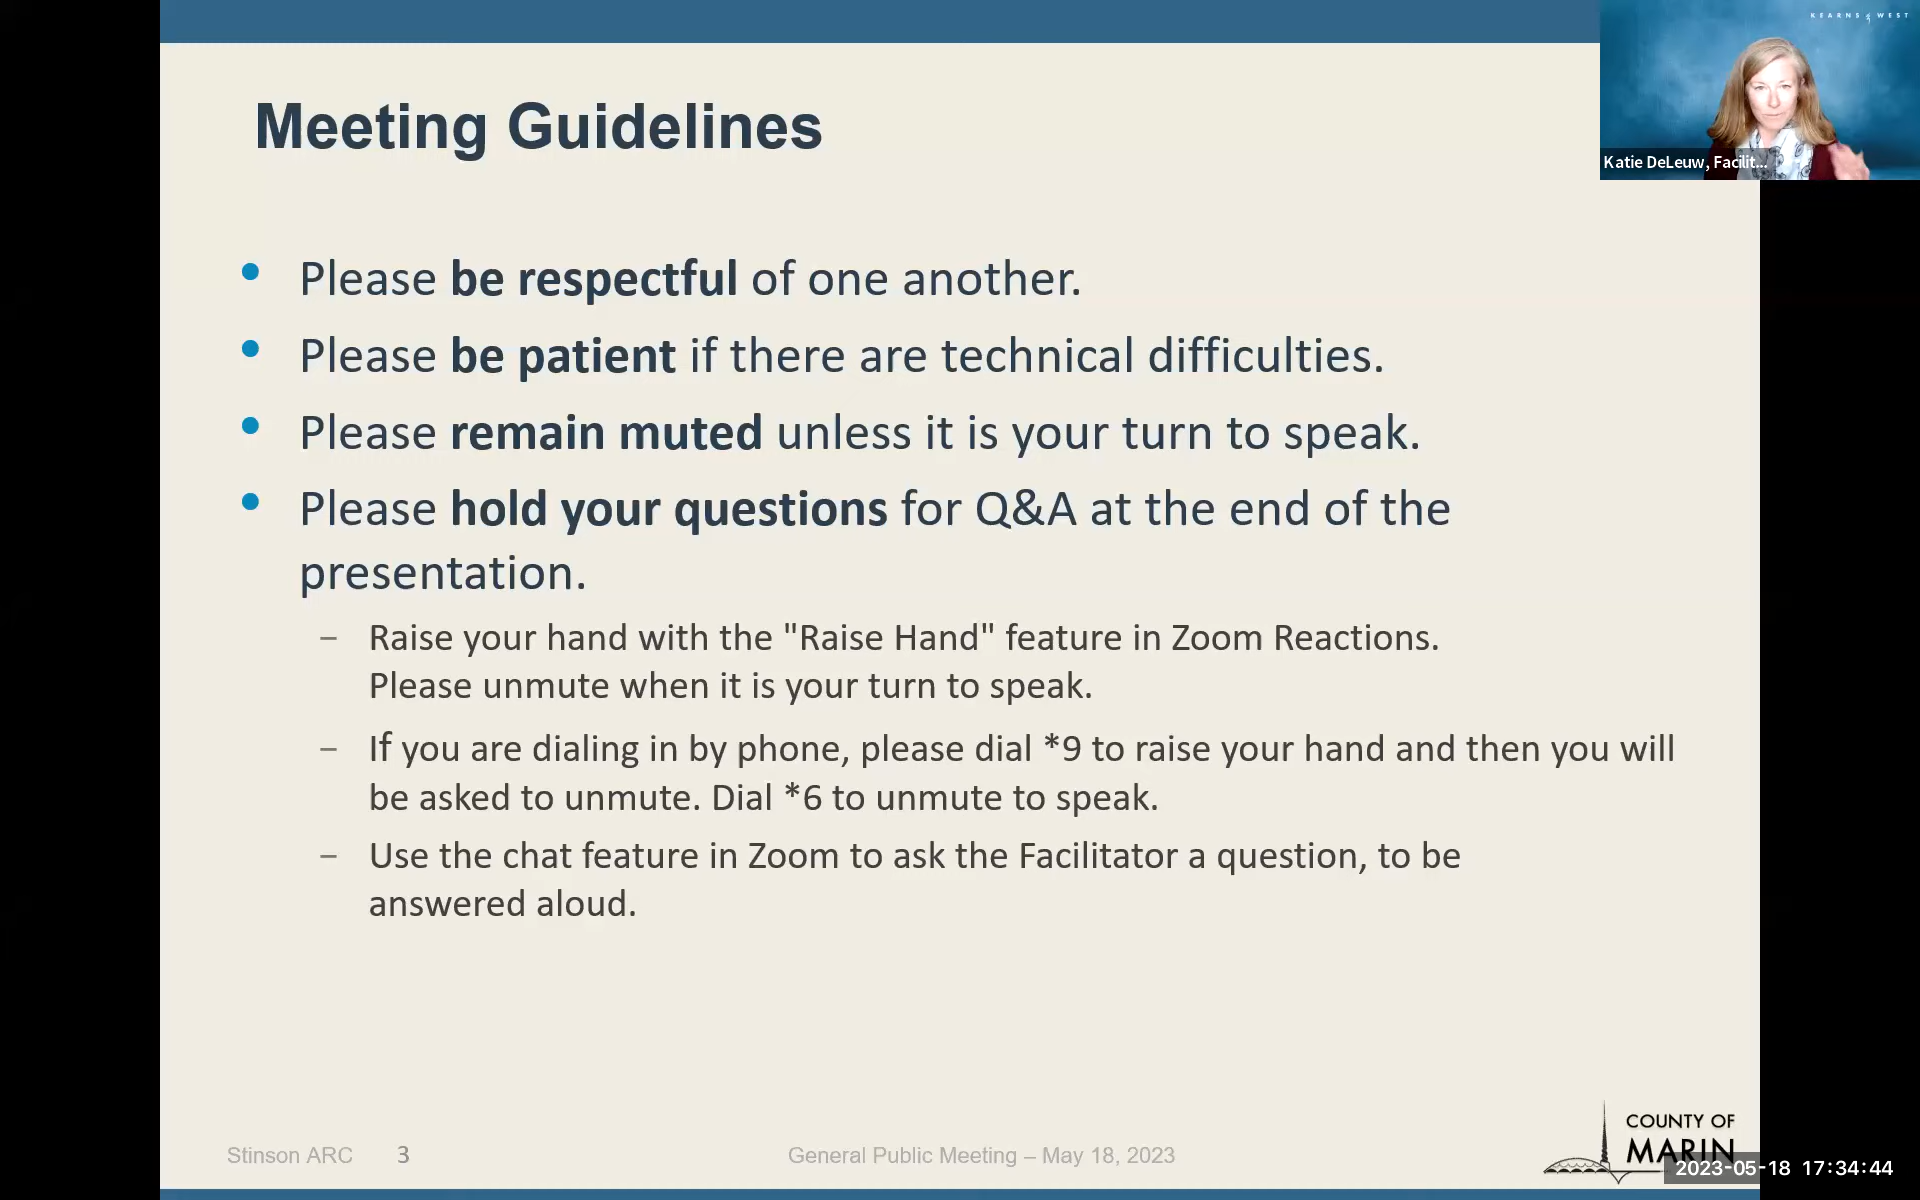 KEARNS & WEST
Katie DeLeuw, Facilit...
Meeting Guidelines
• Please be respectful of one another.
• Please be patient if there are technical difficulties.
• Please remain muted unless it is your turn to speak.
• Please hold your questions for Q&A at the end of the
presentation.
– Raise your hand with the "Raise Hand" feature in Zoom Reactions.
Please unmute when it is your turn to speak.
– If you are dialing in by phone, please dial *9 to raise your hand and then you will
be asked to unmute. Dial *6 to unmute to speak.
– Use the chat feature in Zoom to ask the Facilitator a question, to be
answered aloud.
Stinson ARC 3 General Public Meeting – May 18, 2023
COUNTY OF
MARIN
2023-05-18 17:34:44